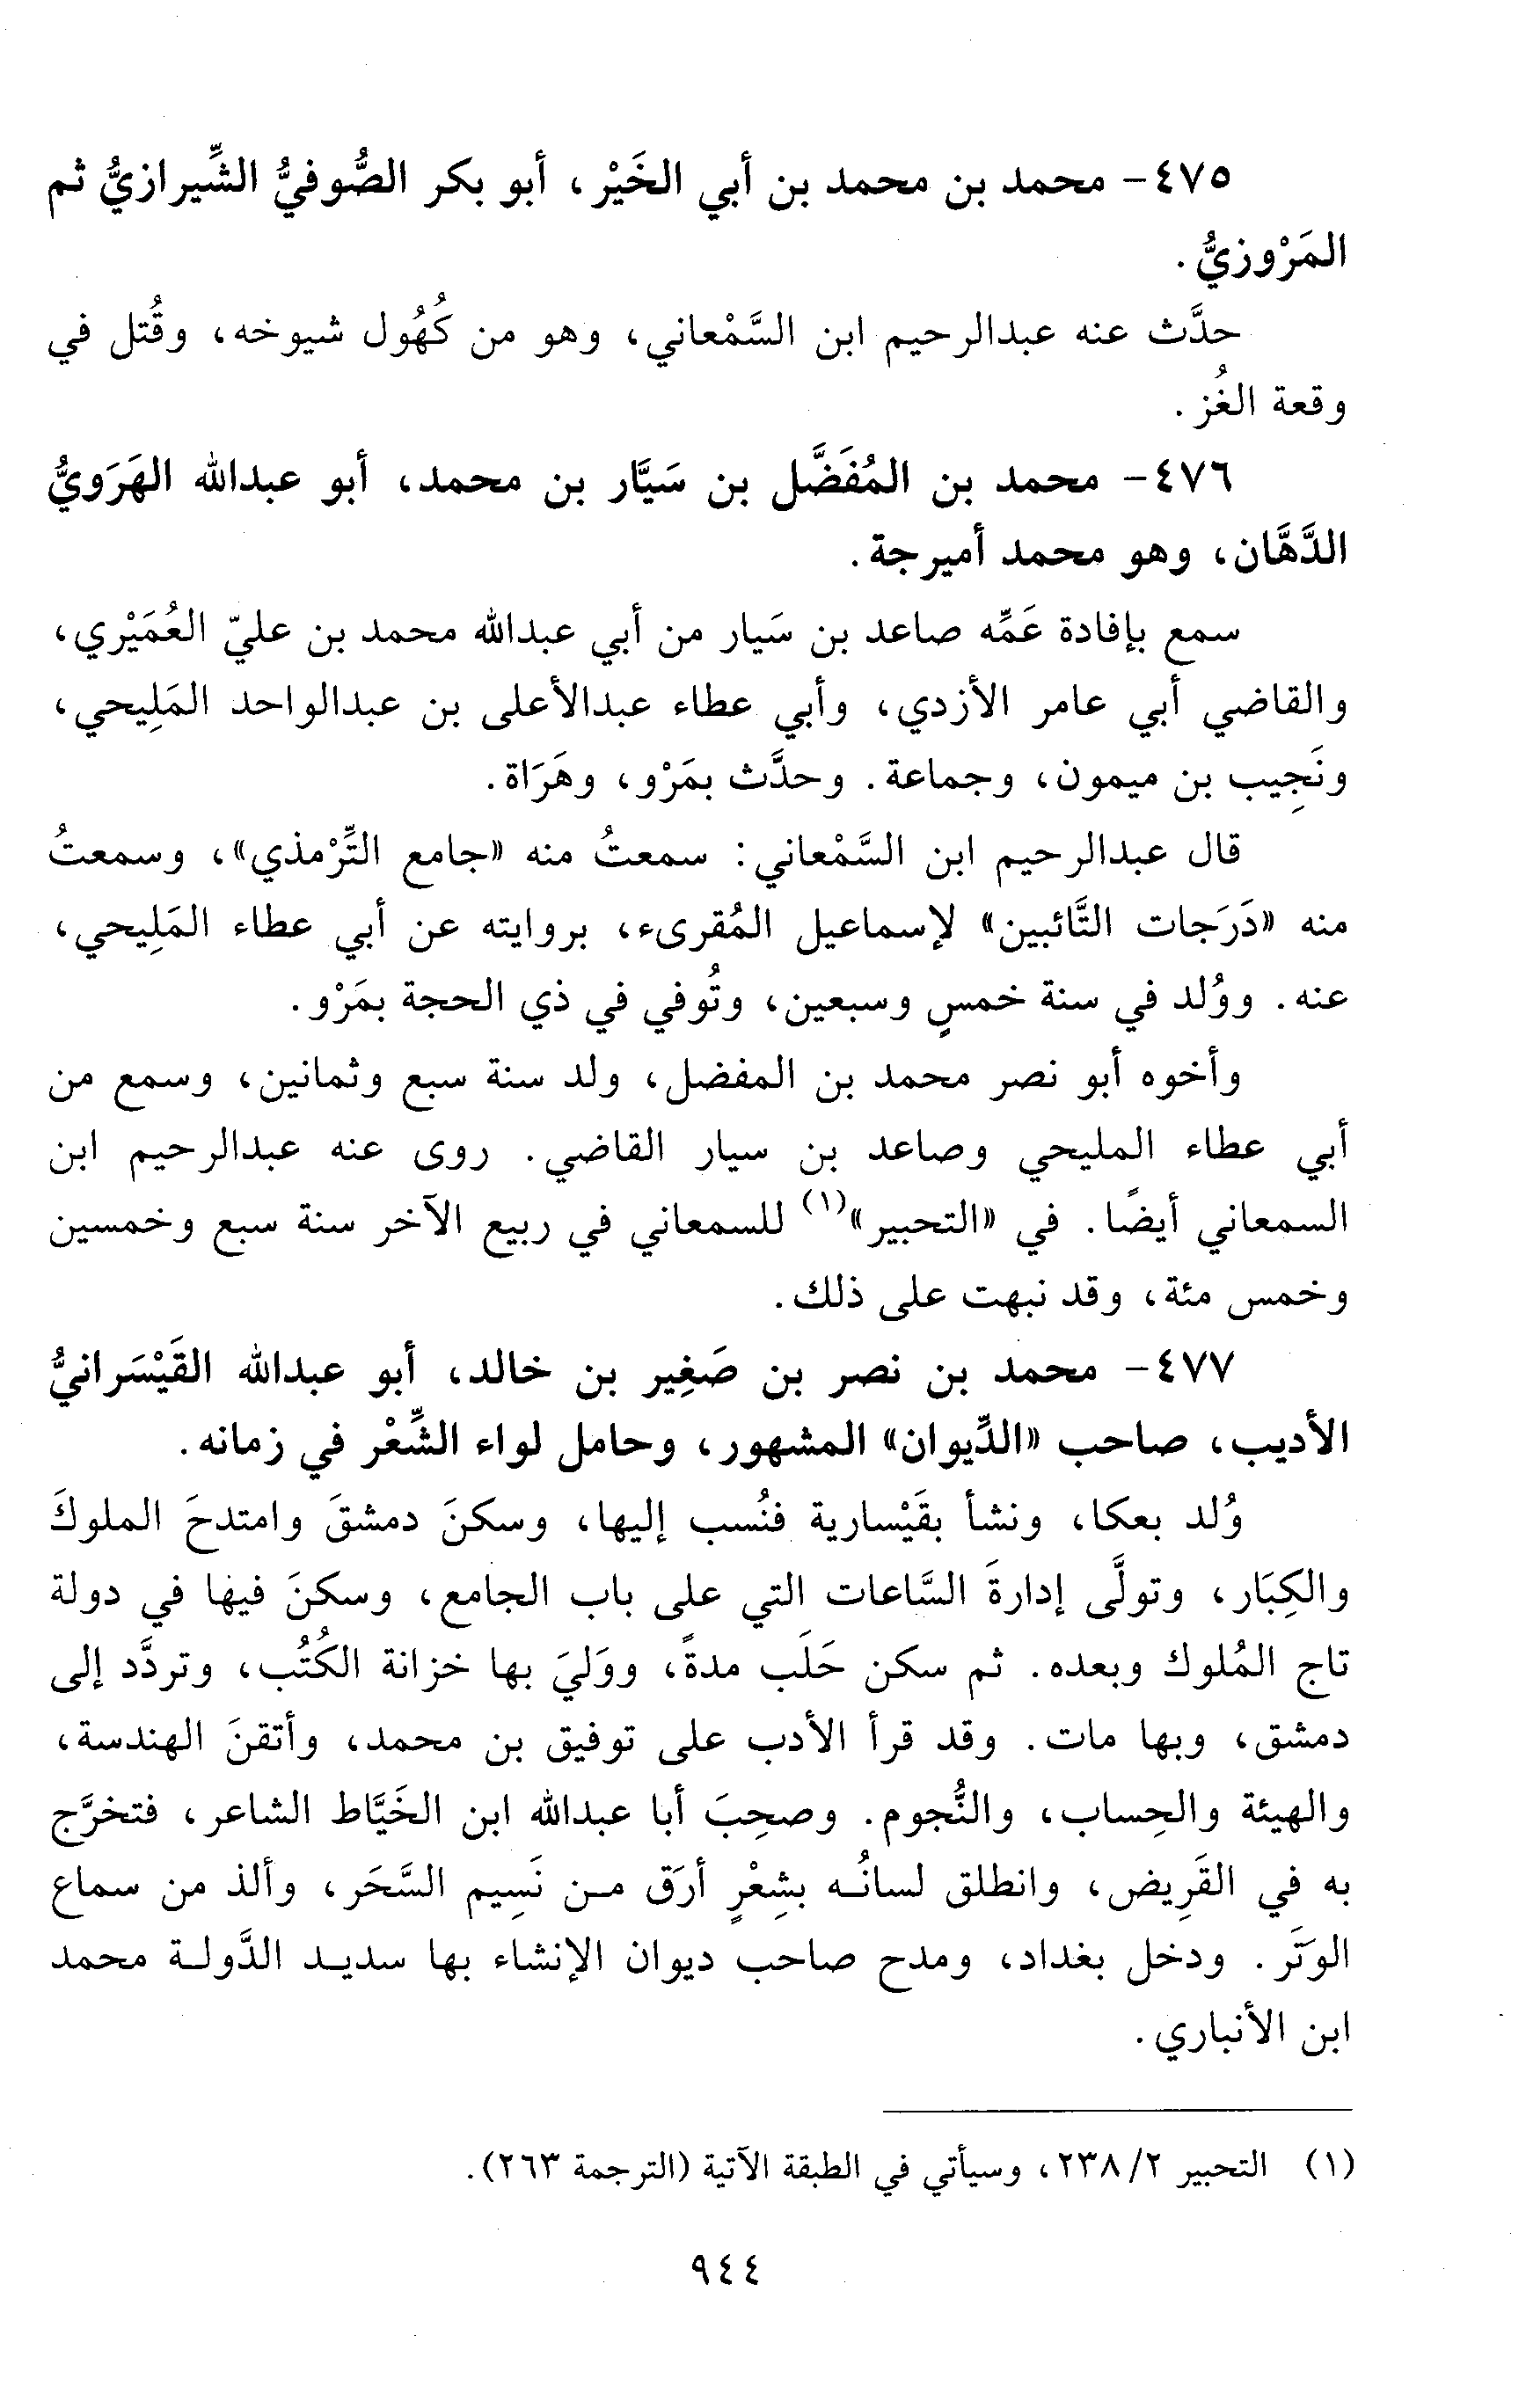 ٤٧٥- محمد بن محمد بن أبي الخَيْر، أبو بكر الصُّوفيُّ الشِّيرازيُّ ثم
المَرْوزيُّ.
حدَّث عنه عبدالرحيم ابن السَّمْعاني، وهو من كُهُول شيوخه، وقُتل في
وقعة الغُز.
٤٧٦- محمد بن المُفَضَّل بن سَيَّار بن محمد، أبو عبدالله الهَرَويُّ
الدَّهَّان، وهو محمد أميرجة.
سمع بإفادة عَمِّه صاعد بن سَيار من أبي عبدالله محمد بن عليّ العُمَيْري،
والقاضي أبي عامر الأزدي، وأبي عطاء عبدالأعلى بن عبدالواحد المَلِيحي،
ونَجِيب بن ميمون، وجماعة. وحدَّث بمَرْو، وهَرَاة.
قال عبدالرحيم ابن السَّمْعاني: سمعتُ منه «جامع التِّرْمذي»، وسمعتُ
منه «دَرَجات التَّائبين» لإسماعيل المُقرىء، بروايته عن أبي عطاء المَلِيحي،
عنه. ووُلد في سنة خمسٍ وسبعين، وتُوفي في ذي الحجة بمَرْو.
وأخوه أبو نصر محمد بن المفضل، ولد سنة سبع وثمانين، وسمع من
أبي عطاء المليحي وصاعد بن سيار القاضي. روى عنه عبدالرحيم ابن
السمعاني أيضًا. في «التحبير»(١) للسمعاني في ربيع الآخر سنة سبع وخمسين
وخمس مئة، وقد نبهت على ذلك.
٤٧٧- محمد بن نصر بن صَغِير بن خالد، أبو عبدالله القَيْسَرانيُّ
الأديب، صاحب «الدِّيوان» المشهور، وحامل لواء الشِّعْر في زمانه.
وُلد بعكا، ونشأ بقَيْسارية فنُسب إليها، وسكنَ دمشقَ وامتدحَ الملوكَ
والكِبَار، وتولَّى إدارةَ السَّاعات التي على باب الجامع، وسكنَ فيها في دولة
تاج المُلوك وبعده. ثم سكن حَلَب مدةً، ووَليَ بها خزانة الكُتُب، وتردَّد إلى
دمشق، وبها مات. وقد قرأ الأدب على توفيق بن محمد، وأتقنَ الهندسة،
والهيئة والحِساب، والنُّجوم. وصحِبَ أبا عبدالله ابن الخَيَّاط الشاعر، فتخرَّج
به في القَرِيض، وانطلق لسانُه بشِعْرٍ أرَق من نَسِيم السَّحَر، وألذ من سماع
الوَتَر. ودخل بغداد، ومدح صاحب ديوان الإنشاء بها سديد الدَّولة محمد
ابن الأنباري.
(١) التحبير ٢/ ٢٣٨، وسيأتي في الطبقة الآتية (الترجمة ٢٦٣).
٩٤٤